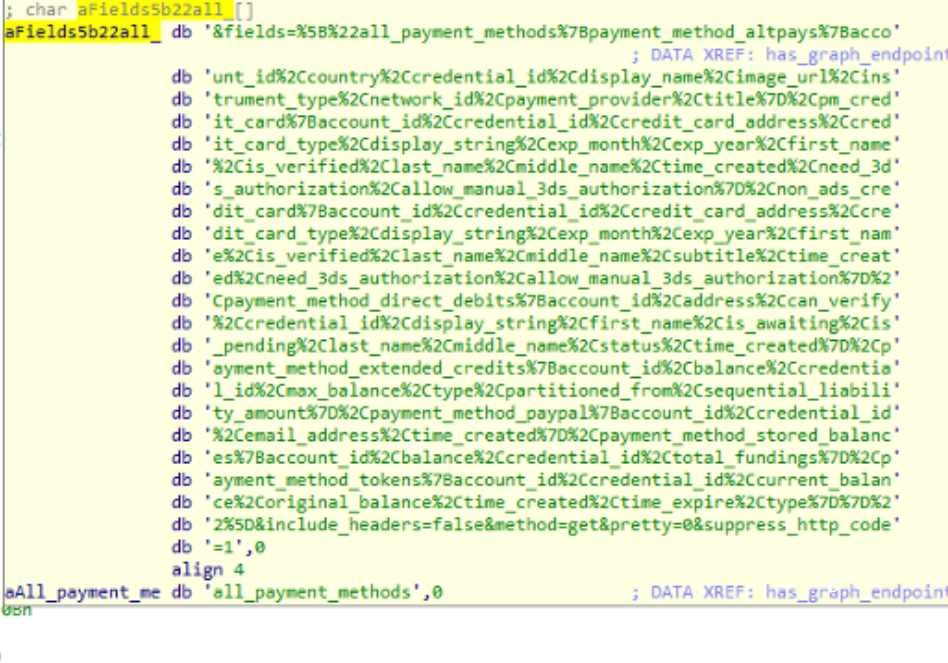 ; char aFields5b22all_[]
aFields5b22all_ db '&fields=%5B%22all_payment_methods%7Bpayment_method_altpays%7Bacco'
; DATA XREF: has_graph_endpoint
db 'unt_id%2Ccountry%2Ccredential_id%2Cdisplay_name%2Cimage_url%2Cins'
db 'trument_type%2Cnetwork_id%2Cpayment_provider%2Ctitle%7D%2Cpm_cred'
db 'it_card%7Baccount_id%2Ccredential_id%2Ccredit_card_address%2Ccred'
db 'it_card_type%2Cdisplay_string%2Cexp_month%2Cexp_year%2Cfirst_name'
db '%2Cis_verified%2Clast_name%2Cmiddle_name%2Ctime_created%2Cneed_3d'
db 's_authorization%2Callow_manual_3ds_authorization%7D%2Cnon_ads_cre'
db 'dit_card%7Baccount_id%2Ccredential_id%2Ccredit_card_address%2Ccre'
db 'dit_card_type%2Cdisplay_string%2Cexp_month%2Cexp_year%2Cfirst_nam'
db 'e%2Cis_verified%2Clast_name%2Cmiddle_name%2Csubtitle%2Ctime_creat'
db 'ed%2Cneed_3ds_authorization%2Callow_manual_3ds_authorization%7D%2'
db 'Cpayment_method_direct_debits%7Baccount_id%2Caddress%2Ccan_verify'
db '%2Ccredential_id%2Cdisplay_string%2Cfirst_name%2Cis_awaiting%2Cis'
db '_pending%2Clast_name%2Cmiddle_name%2Cstatus%2Ctime_created%7D%2Cp'
db 'ayment_method_extended_credits%7Baccount_id%2Cbalance%2Ccredentia'
db 'l_id%2Cmax_balance%2Ctype%2Cpartitioned_from%2Csequential_liabili'
db 'ty_amount%7D%2Cpayment_method_paypal%7Baccount_id%2Ccredential_id'
db '%2Cemail_address%2Ctime_created%7D%2Cpayment_method_stored_balanc'
db 'es%7Baccount_id%2Cbalance%2Ccredential_id%2Ctotal_fundings%7D%2Cp'
db 'ayment_method_tokens%7Baccount_id%2Ccredential_id%2Ccurrent_balan'
db 'ce%2Coriginal_balance%2Ctime_created%2Ctime_expire%2Ctype%7D%7D%2'
db '2%5D&include_headers=false&method=get&pretty=0&suppress_http_code'
db '=1',0
align 4
aAll_payment_me db 'all_payment_methods',0 ; DATA XREF: has_graph_endpoint